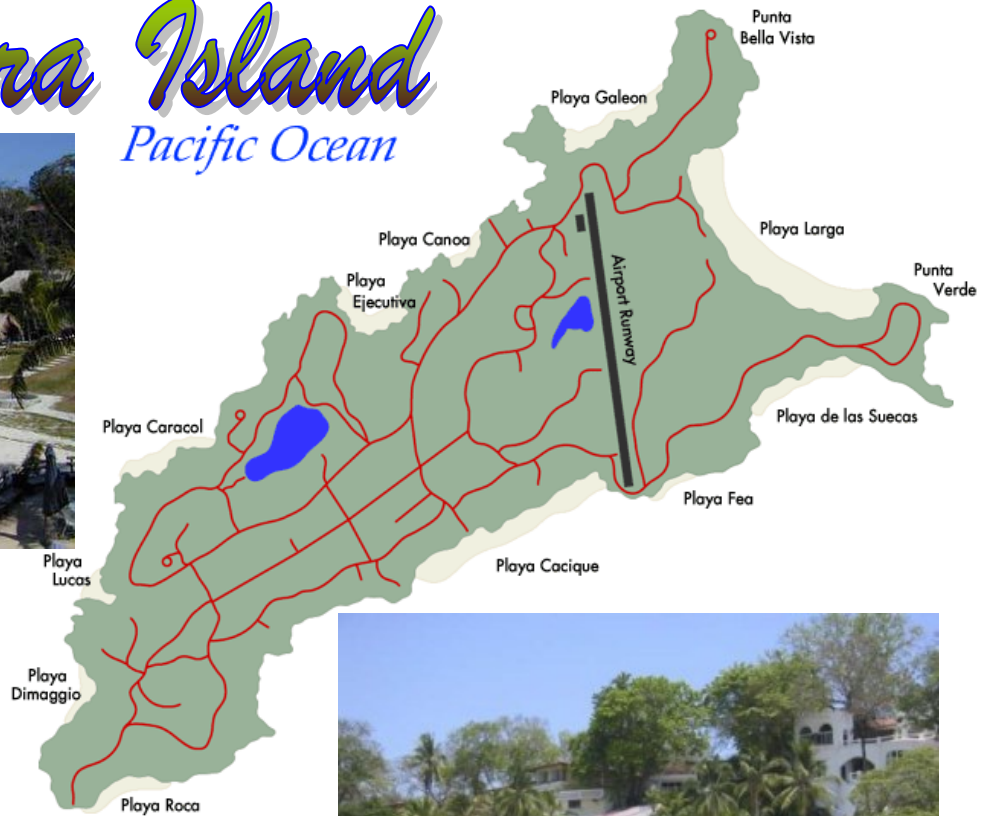 ra Island
Pacific Ocean
Punta
Bella Vista
Playa Galeon
Playa Larga
Playa Canoa
Punta
Verde
Playa
Ejecutiva
Airport Runway
Playa de las Suecas
Playa Caracol
Playa Fea
Playa Cacique
Playa
Lucas
Playa
Dimaggio
Playa Roca